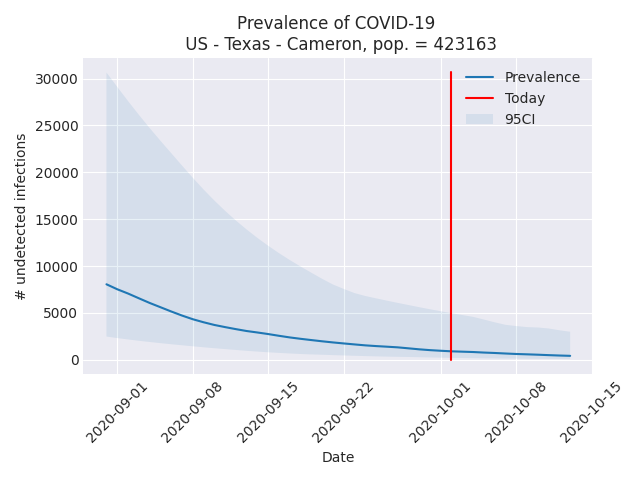 Prevalence of COVID-19
US - Texas - Cameron, pop. = 423163
30000
25000
20000
15000
10000
5000
0
# undetected infections
Prevalence
Today
95CI
2020-09-01
2020-09-08
2020-09-15
2020-09-22
2020-10-01
2020-10-08
2020-10-15
Date